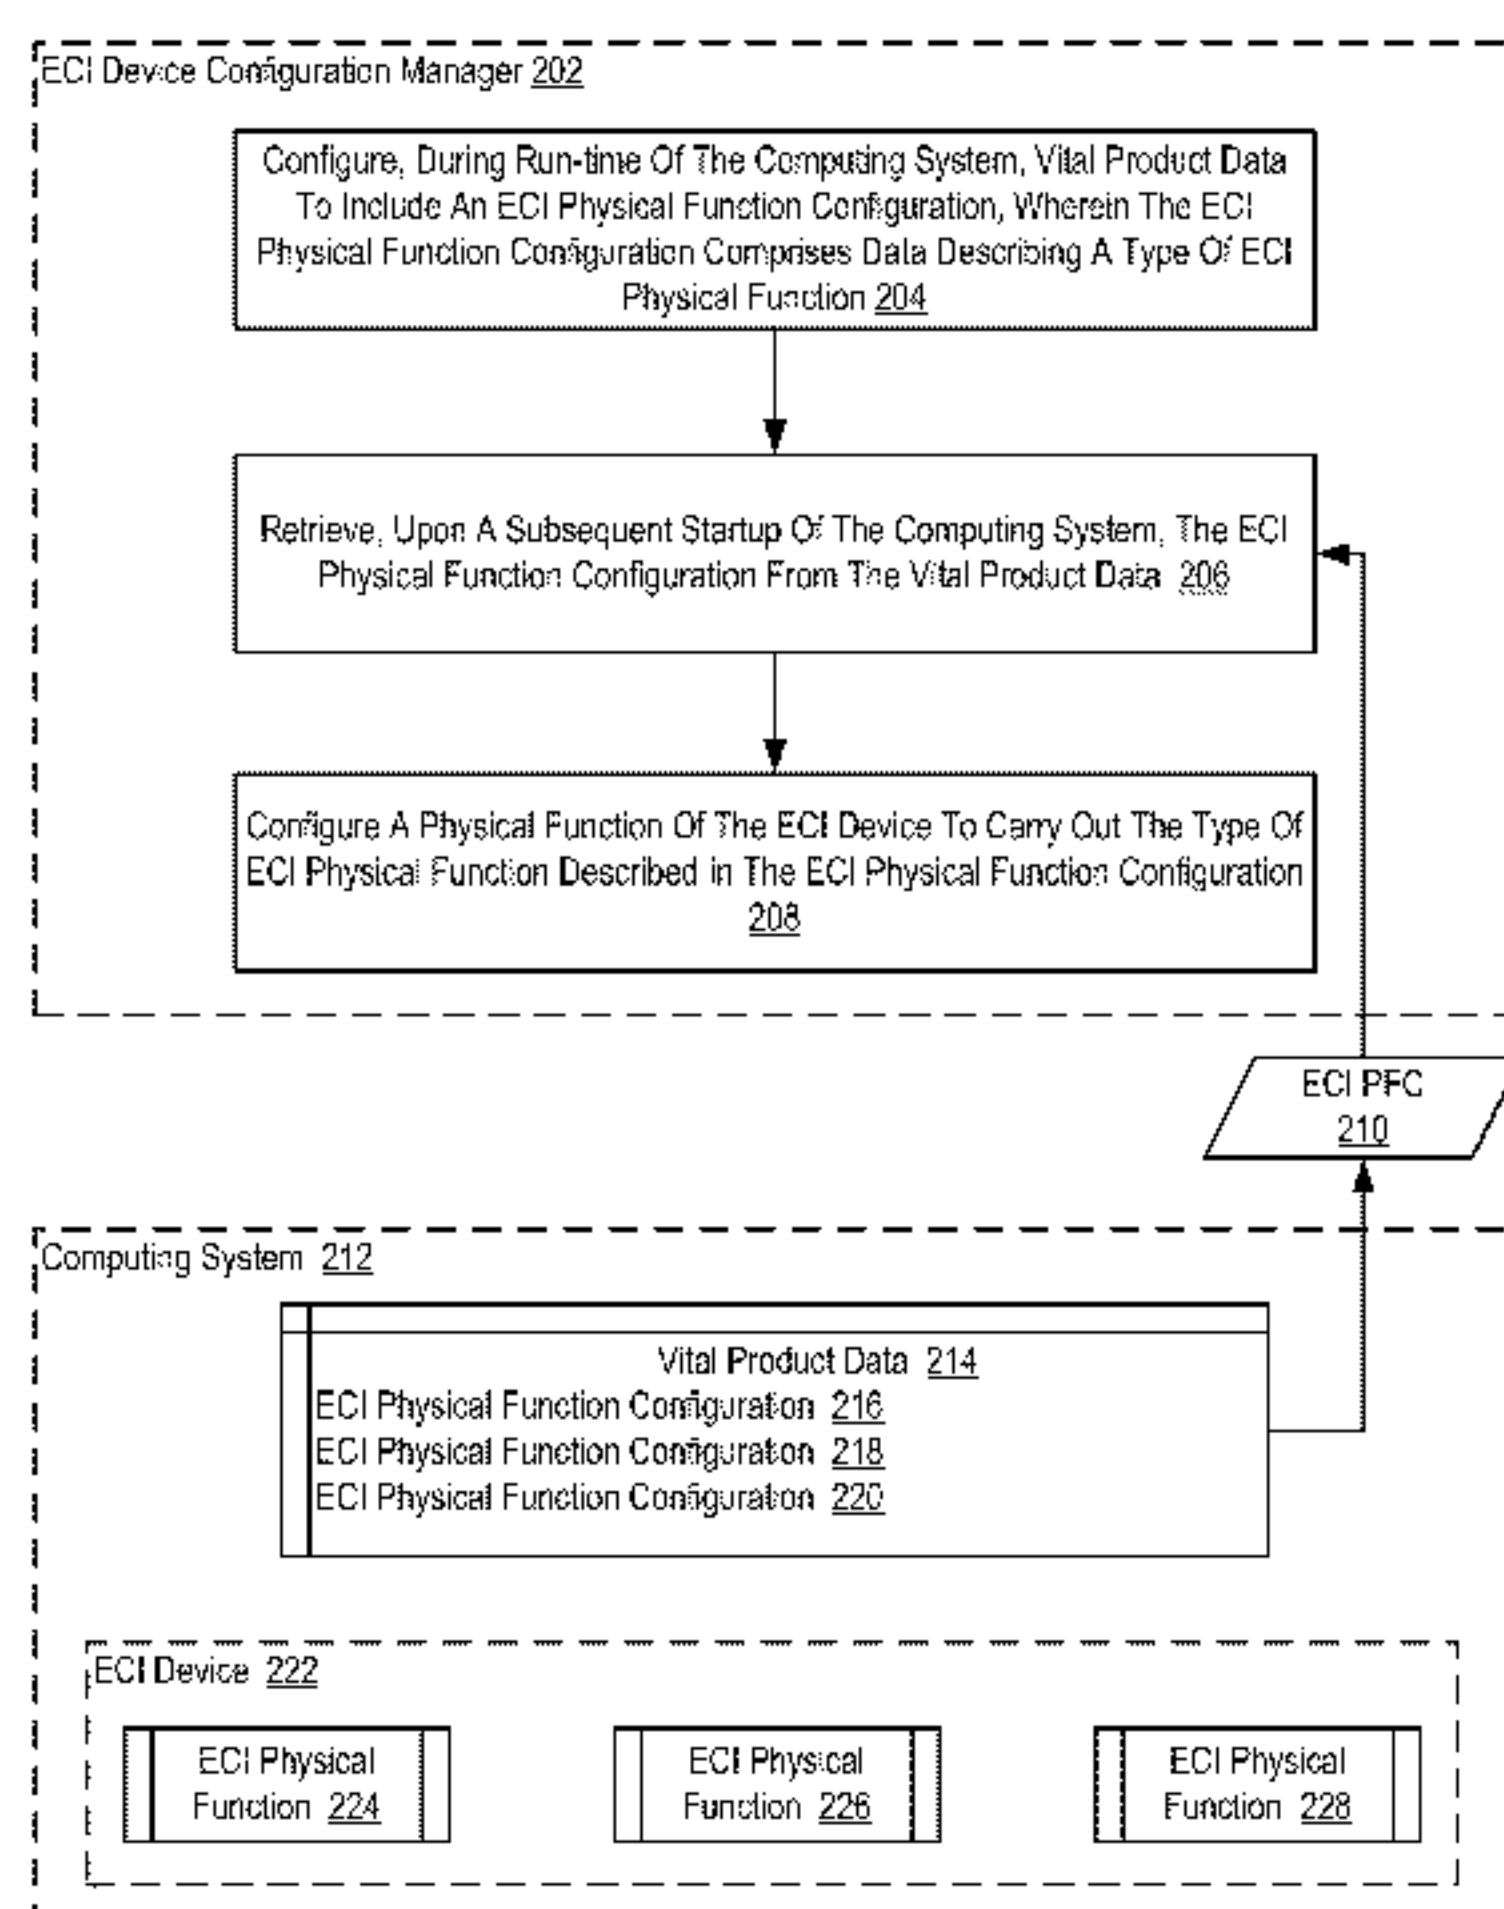 ECI Device Configuration Manager 202
Configure, During Run-time Of The Computing System, Vital Product Data
To Include An ECI Physical Function Configuration, Wherein The ECI
Physical Function Configuration Comprises Data Describing A Type Of ECI
Physical Function 204
Retrieve, Upon A Subsequent Startup Of The Computing System, The ECI
Physical Function Configuration From The Vital Product Data 206
Configure A Physical Function Of The ECI Device To Carry Out The Type Of
ECI Physical Function Described in The ECI Physical Function Configuration
208
ECI PFC
210
Computing System 212
Vital Product Data 214
ECI Physical Function Configuration 216
ECI Physical Function Configuration 218
ECI Physical Function Configuration 220
ECI Device 222
ECI Physical
Function 224
ECI Physical
Function 226
ECI Physical
Function 228